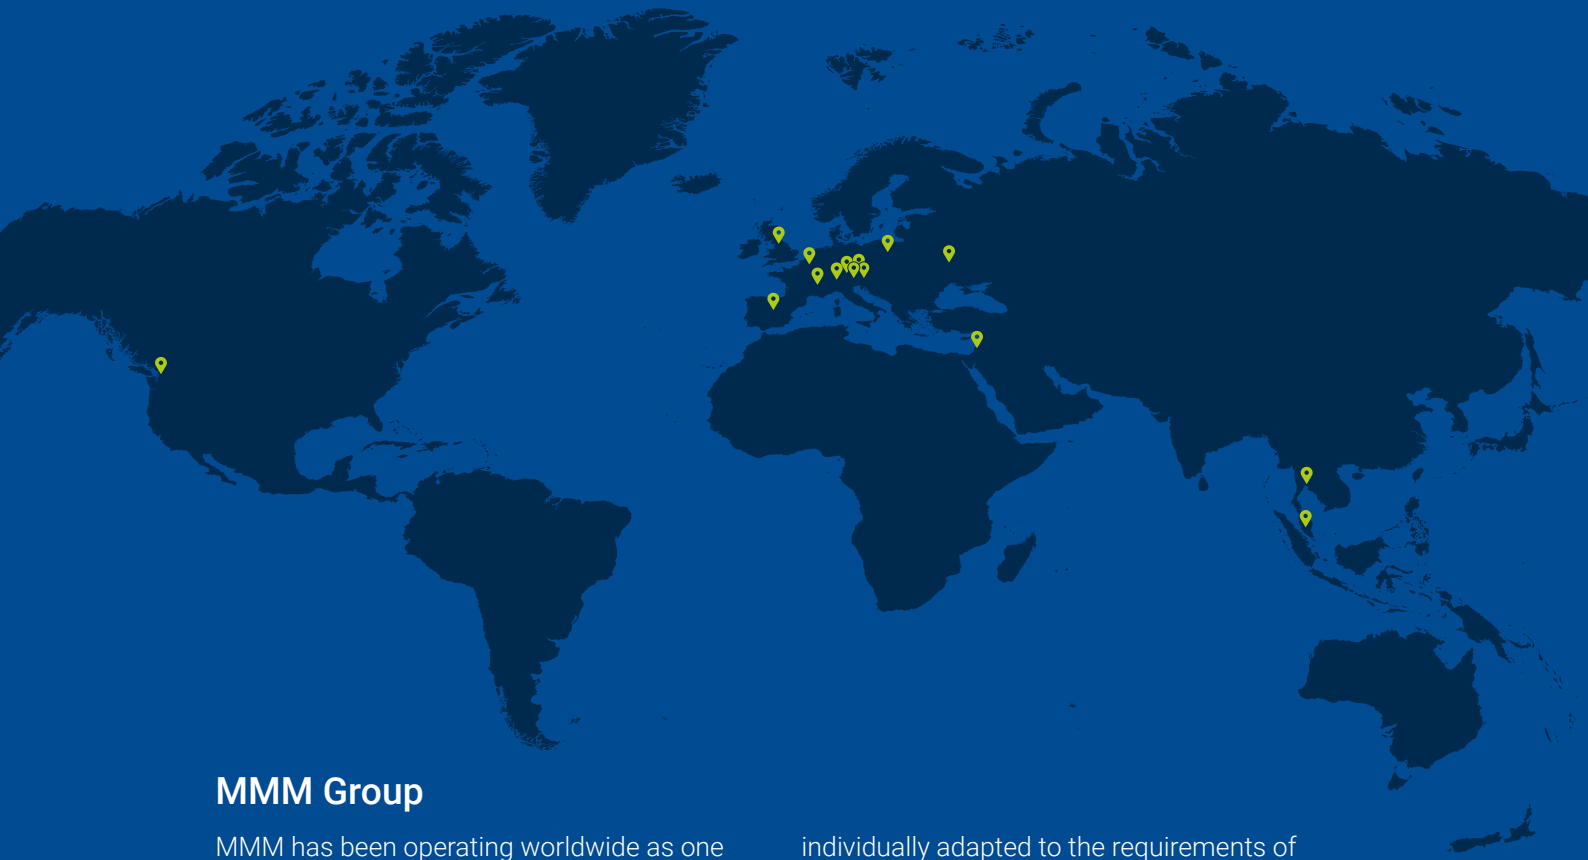 MMM Group
MMM has been operating worldwide as one
individually adapted to the requirements of